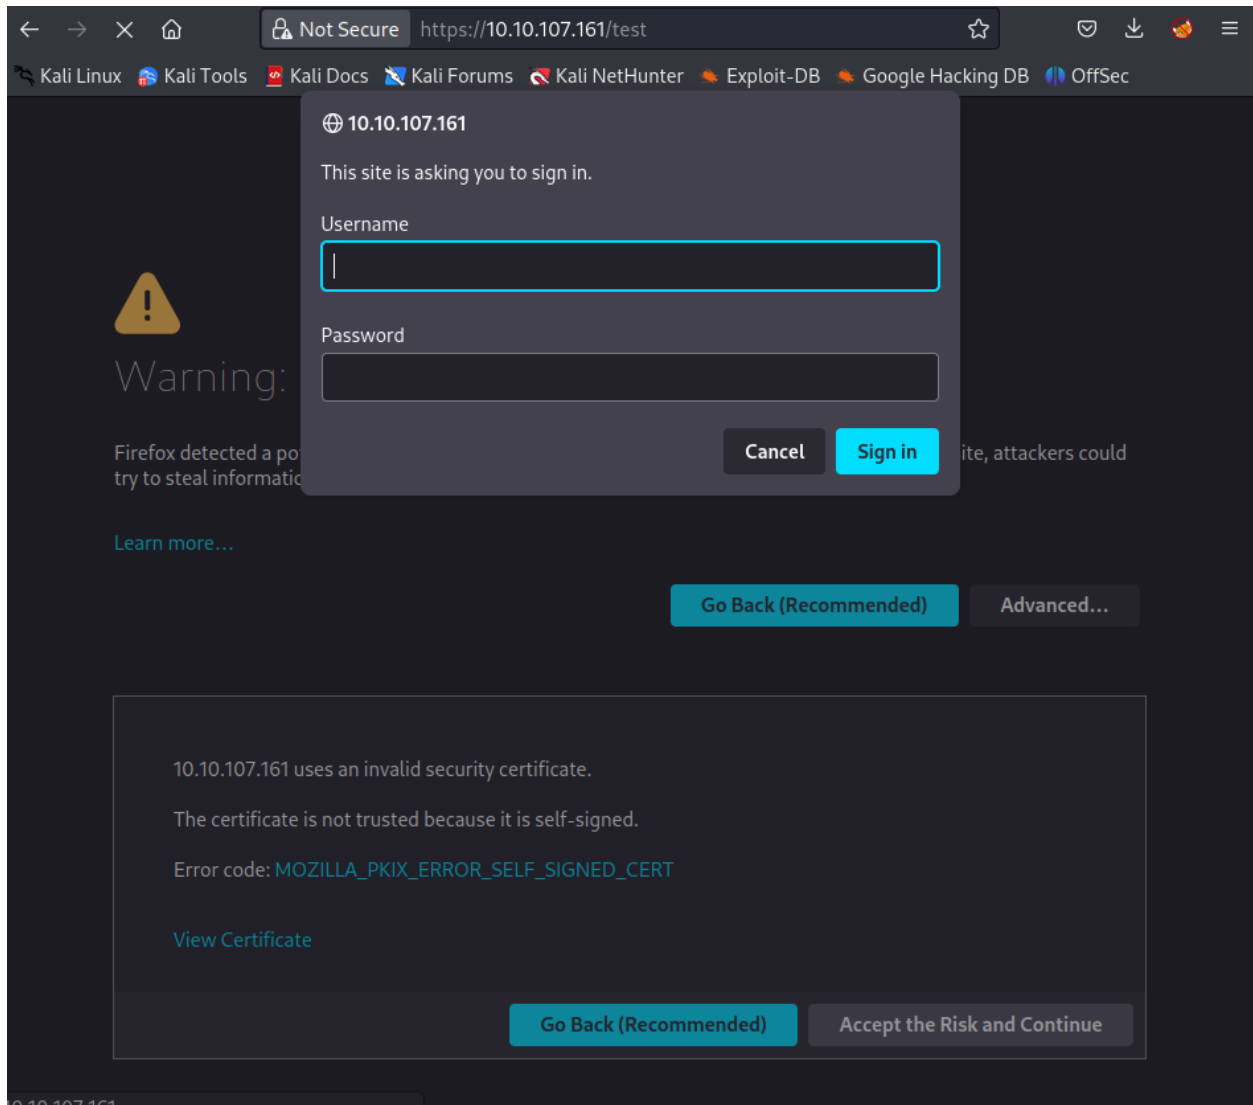 Not Secure https://10.10.107.161/test
Kali Linux Kali Tools Kali Docs Kali Forums Kali NetHunter Exploit-DB Google Hacking DB OffSec
10.10.107.161
This site is asking you to sign in.
Username
Password
Cancel Sign in
Warning:
Firefox detected a po ite, attackers could
try to steal informatio
Learn more…
Go Back (Recommended) Advanced...
10.10.107.161 uses an invalid security certificate.
The certificate is not trusted because it is self-signed.
Error code: MOZILLA_PKIX_ERROR_SELF_SIGNED_CERT
View Certificate
Go Back (Recommended) Accept the Risk and Continue